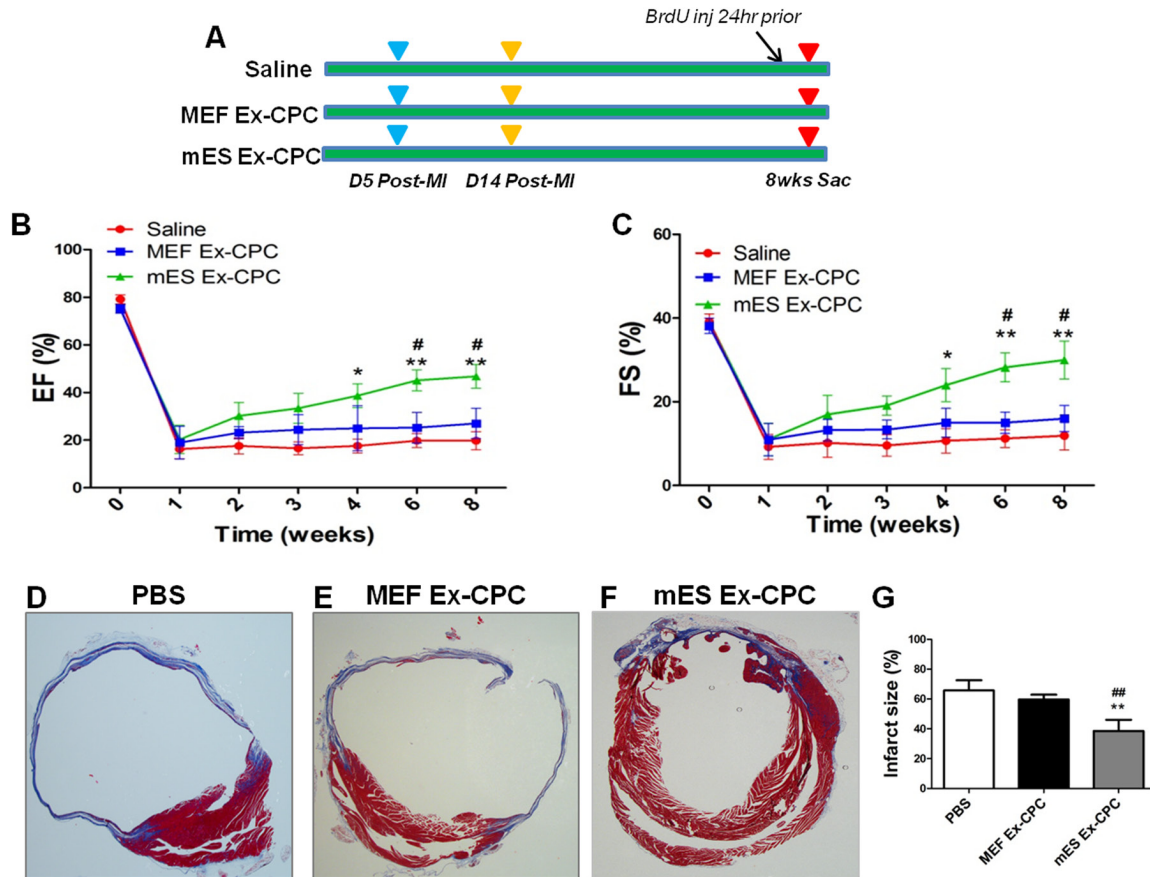 BrdU inj 24hr prior
A
Saline
MEF Ex-CPC
mES Ex-CPC
D5 Post-MI D14 Post-MI 8wks Sac
B
Saline
MEF Ex-CPC
mES Ex-CPC
EF (%)
100
80
60
40
20
0
* # ** # **
0 1 2 3 4 6 8
Time (weeks)
C
Saline
MEF Ex-CPC
mES Ex-CPC
FS (%)
60
40
20
0
* # ** # **
0 1 2 3 4 6 8
Time (weeks)
D PBS
E MEF Ex-CPC
F mES Ex-CPC
G
Infarct size (%)
100
80
60
40
20
0
##
**
PBS
MEF Ex-CPC
mES Ex-CPC